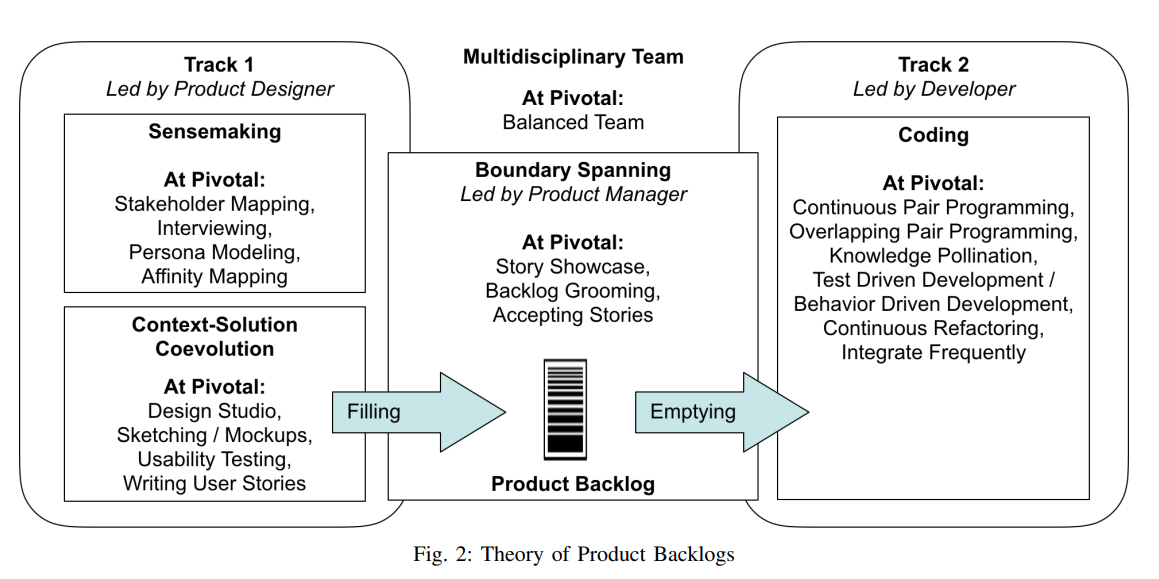 Track 1
Led by Product Designer
Sensemaking
At Pivotal:
Stakeholder Mapping,
Interviewing,
Persona Modeling,
Affinity Mapping
Context-Solution
Coevolution
At Pivotal:
Design Studio,
Sketching / Mockups,
Usability Testing,
Writing User Stories
Filling
Multidisciplinary Team
At Pivotal:
Balanced Team
Boundary Spanning
Led by Product Manager
At Pivotal:
Story Showcase,
Backlog Grooming,
Accepting Stories
Product Backlog
Emptying
Track 2
Led by Developer
Coding
At Pivotal:
Continuous Pair Programming,
Overlapping Pair Programming,
Knowledge Pollination,
Test Driven Development /
Behavior Driven Development,
Continuous Refactoring,
Integrate Frequently
Fig. 2: Theory of Product Backlogs